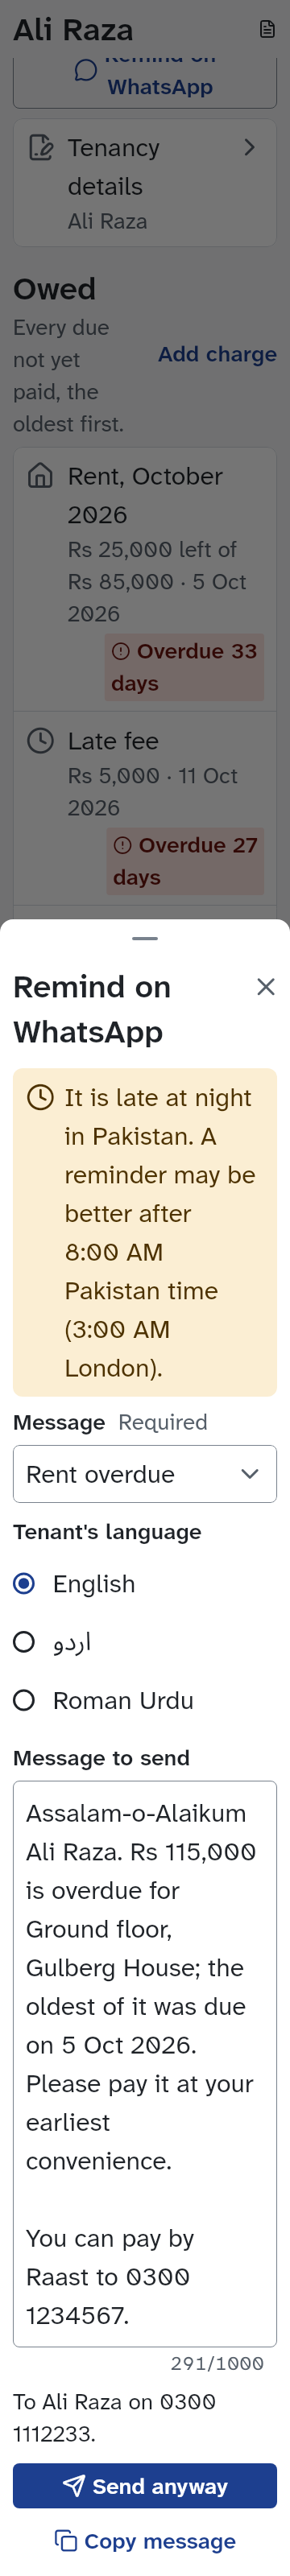 Ali Raza
Remind on
WhatsApp
Tenancy
details
Ali Raza
Owed
Every due
not yet
paid, the
oldest first.
Add charge
Rent, October
2026
Rs 25,000 left of
Rs 85,000 · 5 Oct
2026
Overdue 33
days
Late fee
Rs 5,000 · 11 Oct
2026
Overdue 27
days
Remind on
WhatsApp
It is late at night
in Pakistan. A
reminder may be
better after
8:00 AM
Pakistan time
(3:00 AM
London).
Message Required
Rent overdue
Tenant's language
English
اردو
Roman Urdu
Message to send
Assalam-o-Alaikum
Ali Raza. Rs 115,000
is overdue for
Ground floor,
Gulberg House; the
oldest of it was due
on 5 Oct 2026.
Please pay it at your
earliest
convenience.
You can pay by
Raast to 0300
1234567.
291/1000
To Ali Raza on 0300
1112233.
Send anyway
Copy message